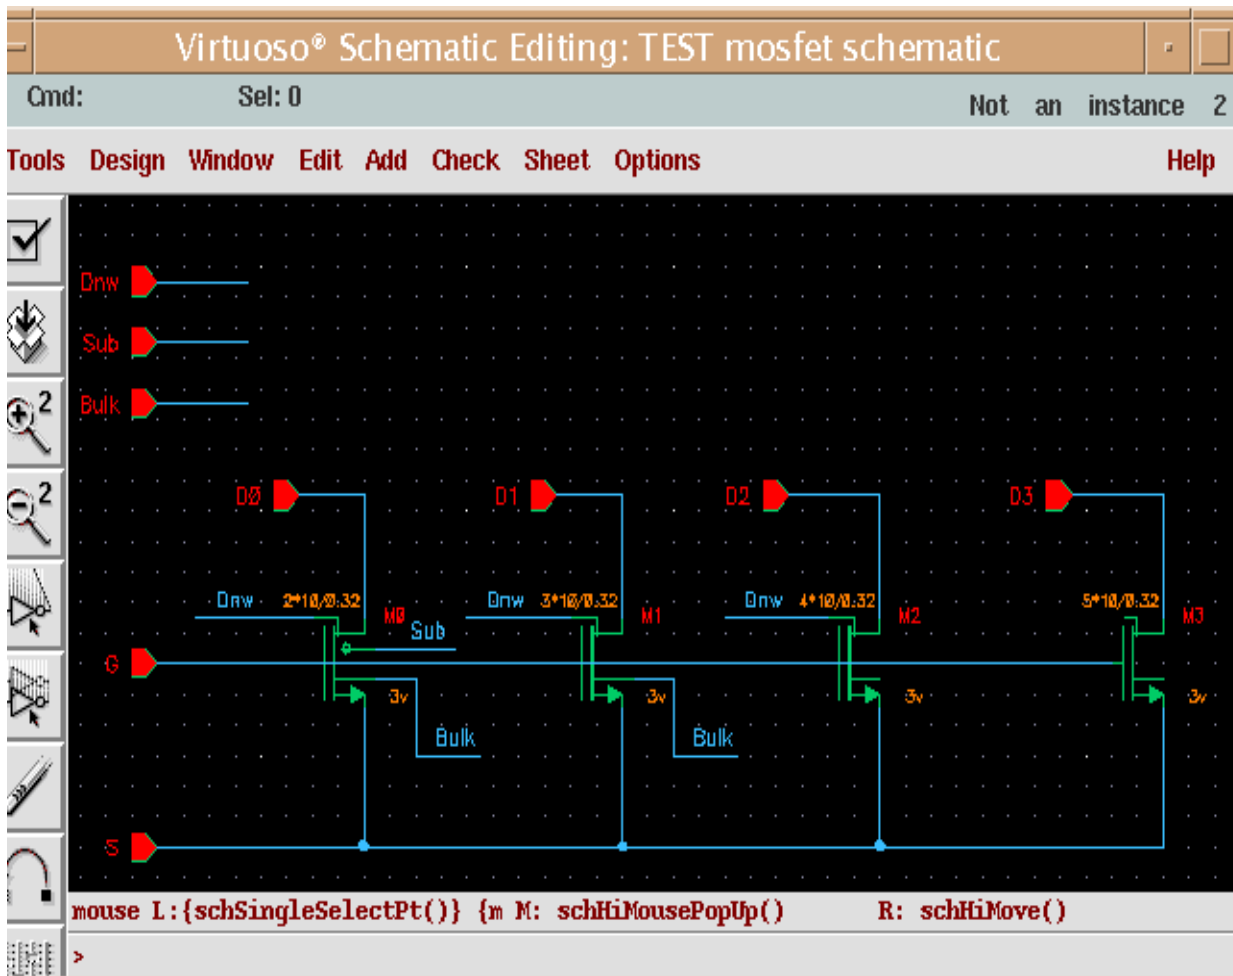 Virtuoso® Schematic Editing: TEST mosfet schematic
Cmd: Sel: 0 Not an instance 2
Tools Design Window Edit Add Check Sheet Options Help
2
2
Dnw
Sub
Bulk
D0 D1 D2 D3
Dnw 2*10/0.32 M0 Dnw 3*10/0.32 M1 Dnw 4*10/0.32 M2 5*10/0.32 M3
Sub
G
3v 3v 3v 3v
Bulk Bulk
S
mouse L:{schSingleSelectPt()} {m M: schHiMousePopUp() R: schHiMove()
>